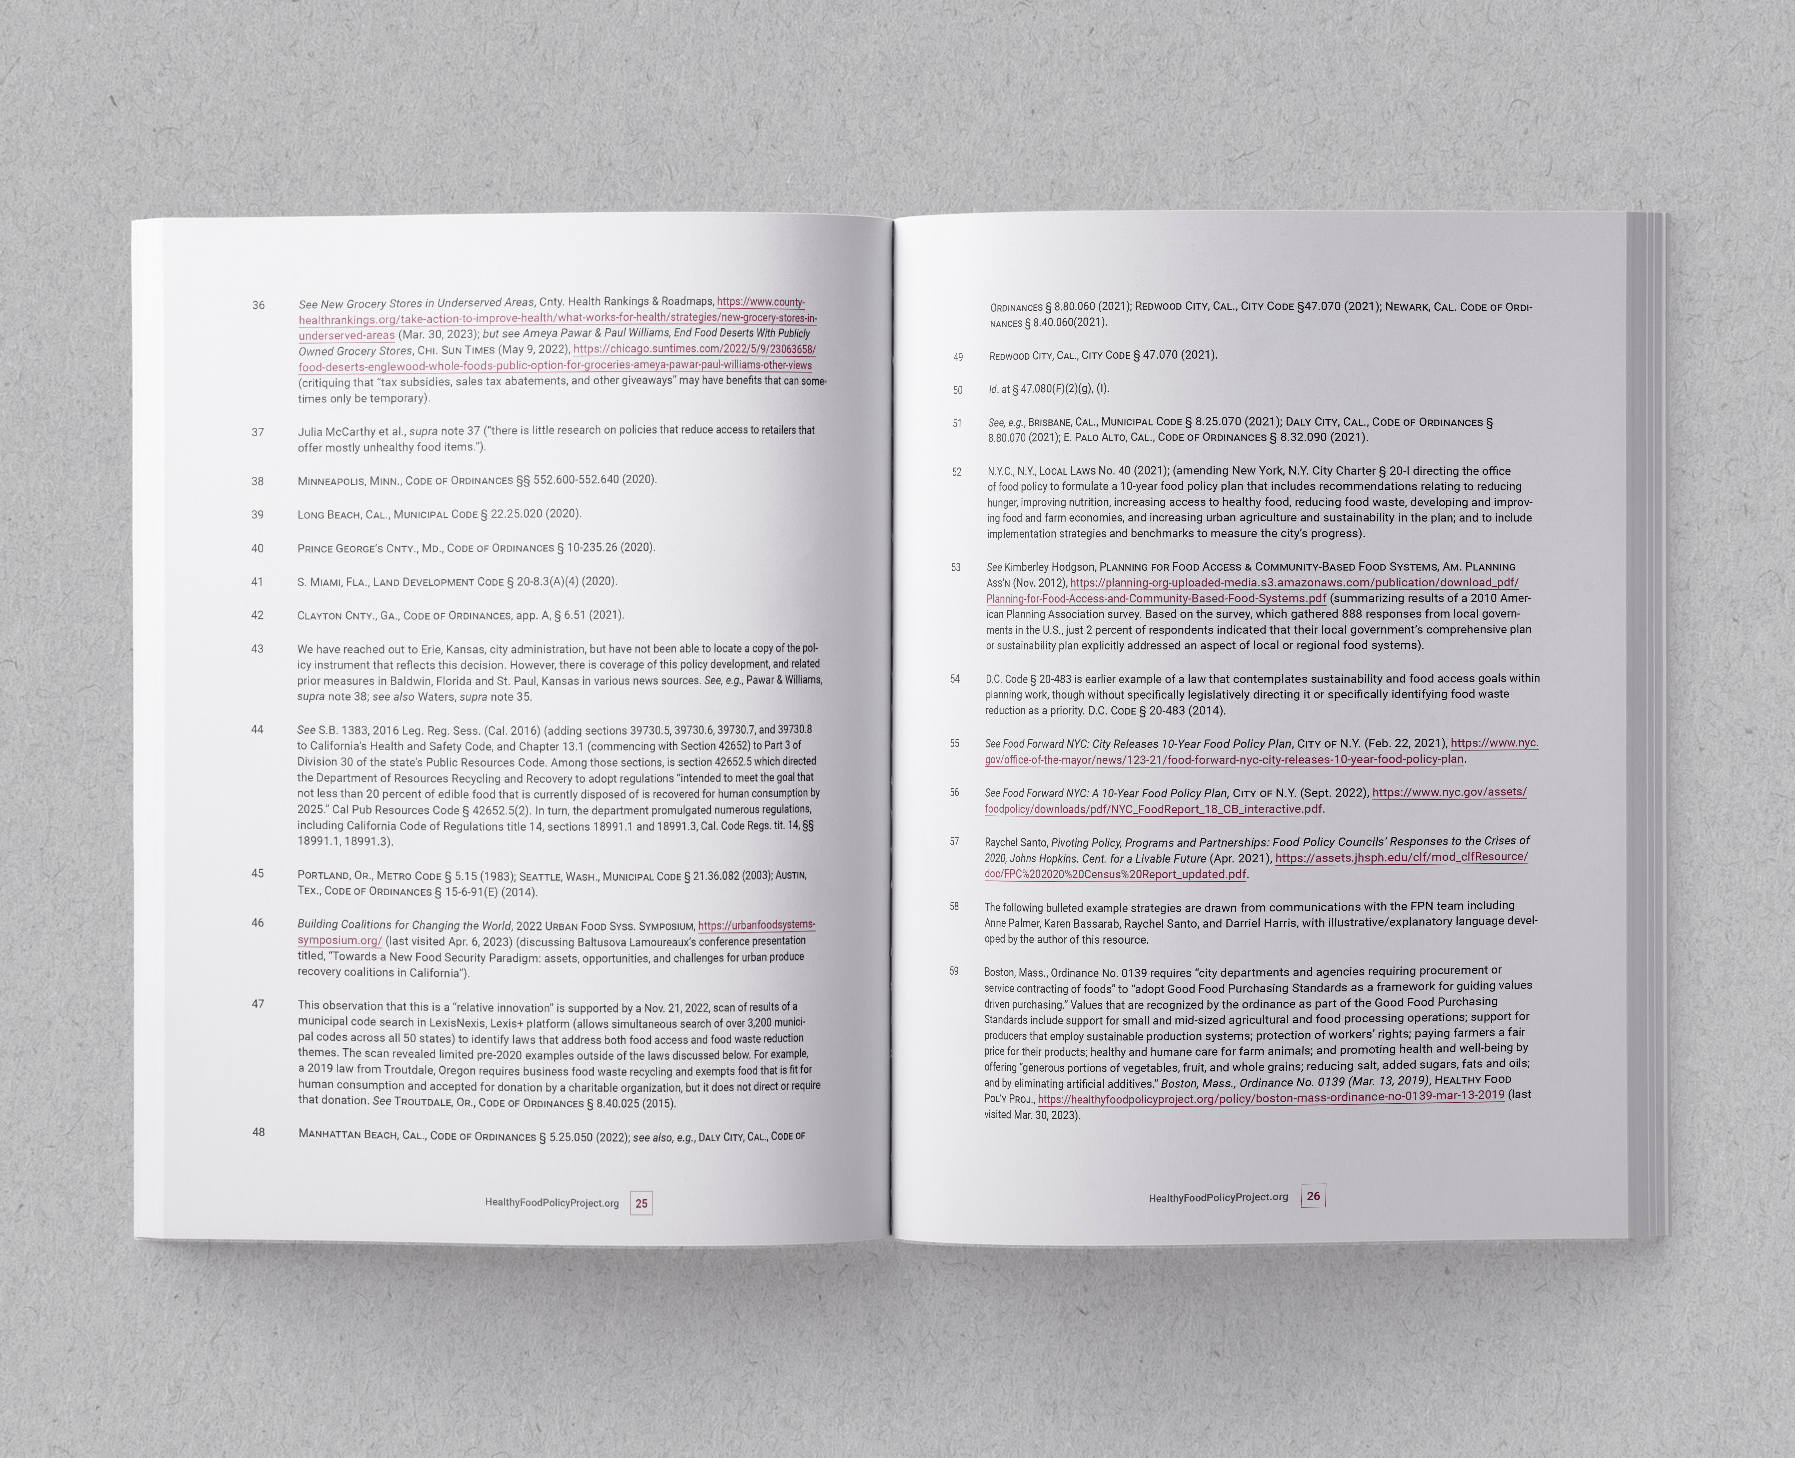 36 See New Grocery Stores in Underserved Areas, Cnty. Health Rankings & Roadmaps, https://www.county-
healthrankings.org/take-action-to-improve-health/what-works-for-health/strategies/new-grocery-stores-in-
underserved-areas (Mar. 30, 2023); but see Ameya Pawar & Paul Williams, End Food Deserts With Publicly
Owned Grocery Stores, CHI. SUN TIMES (May 9, 2022), https://chicago.suntimes.com/2022/5/9/23063658/
food-deserts-englewood-whole-foods-public-option-for-groceries-ameya-pawar-paul-williams-other-views
(critiquing that “tax subsidies, sales tax abatements, and other giveaways” may have benefits that can some-
times only be temporary).
37 Julia McCarthy et al., supra note 37 (“there is little research on policies that reduce access to retailers that
offer mostly unhealthy food items.”).
38 MINNEAPOLIS, MINN., CODE OF ORDINANCES §§ 552.600-552.640 (2020).
39 LONG BEACH, CAL., MUNICIPAL CODE § 22.25.020 (2020).
40 PRINCE GEORGE’S CNTY., MD., CODE OF ORDINANCES § 10-235.26 (2020).
41 S. MIAMI, FLA., LAND DEVELOPMENT CODE § 20-8.3(A)(4) (2020).
42 CLAYTON CNTY., GA., CODE OF ORDINANCES, app. A, § 6.51 (2021).
43 We have reached out to Erie, Kansas, city administration, but have not been able to locate a copy of the pol-
icy instrument that reflects this decision. However, there is coverage of this policy development, and related
prior measures in Baldwin, Florida and St. Paul, Kansas in various news sources. See, e.g., Pawar & Williams,
supra note 38; see also Waters, supra note 35.
44 See S.B. 1383, 2016 Leg. Reg. Sess. (Cal. 2016) (adding sections 39730.5, 39730.6, 39730.7, and 39730.8
to California’s Health and Safety Code, and Chapter 13.1 (commencing with Section 42652) to Part 3 of
Division 30 of the state’s Public Resources Code. Among those sections, is section 42652.5 which directed
the Department of Resources Recycling and Recovery to adopt regulations “intended to meet the goal that
not less than 20 percent of edible food that is currently disposed of is recovered for human consumption by
2025.” Cal Pub Resources Code § 42652.5(2). In turn, the department promulgated numerous regulations,
including California Code of Regulations title 14, sections 18991.1 and 18991.3, Cal. Code Regs. tit. 14, §§
18991.1, 18991.3).
45 PORTLAND, OR., METRO CODE § 5.15 (1983); SEATTLE, WASH., MUNICIPAL CODE § 21.36.082 (2003); AUSTIN,
TEX., CODE OF ORDINANCES § 15-6-91(E) (2014).
46 Building Coalitions for Changing the World, 2022 URBAN FOOD SYSS. SYMPOSIUM, https://urbanfoodsystems-
symposium.org/ (last visited Apr. 6, 2023) (discussing Baltusova Lamoureaux’s conference presentation
titled, “Towards a New Food Security Paradigm: assets, opportunities, and challenges for urban produce
recovery coalitions in California”).
47 This observation that this is a “relative innovation” is supported by a Nov. 21, 2022, scan of results of a
municipal code search in LexisNexis, Lexis+ platform (allows simultaneous search of over 3,200 munici-
pal codes across all 50 states) to identify laws that address both food access and food waste reduction
themes. The scan revealed limited pre-2020 examples outside of the laws discussed below. For example,
a 2019 law from Troutdale, Oregon requires business food waste recycling and exempts food that is fit for
human consumption and accepted for donation by a charitable organization, but it does not direct or require
that donation. See TROUTDALE, OR., CODE OF ORDINANCES § 8.40.025 (2015).
48 MANHATTAN BEACH, CAL., CODE OF ORDINANCES § 5.25.050 (2022); see also, e.g., DALY CITY, CAL., CODE OF
HealthyFoodPolicyProject.org 25
ORDINANCES § 8.80.060 (2021); REDWOOD CITY, CAL., CITY CODE §47.070 (2021); NEWARK, CAL. CODE OF ORDI-
NANCES § 8.40.060(2021).
49 REDWOOD CITY, CAL., CITY CODE § 47.070 (2021).
50 Id. at § 47.080(F)(2)(g), (I).
51 See, e.g., BRISBANE, CAL., MUNICIPAL CODE § 8.25.070 (2021); DALY CITY, CAL., CODE OF ORDINANCES §
8.80.070 (2021); E. PALO ALTO, CAL., CODE OF ORDINANCES § 8.32.090 (2021).
52 N.Y.C., N.Y., LOCAL LAWS No. 40 (2021); (amending New York, N.Y. City Charter § 20-I directing the office
of food policy to formulate a 10-year food policy plan that includes recommendations relating to reducing
hunger, improving nutrition, increasing access to healthy food, reducing food waste, developing and improv-
ing food and farm economies, and increasing urban agriculture and sustainability in the plan; and to include
implementation strategies and benchmarks to measure the city’s progress).
53 See Kimberley Hodgson, PLANNING FOR FOOD ACCESS & COMMUNITY-BASED FOOD SYSTEMS, AM. PLANNING
ASS’N (Nov. 2012), https://planning-org-uploaded-media.s3.amazonaws.com/publication/download_pdf/
Planning-for-Food-Access-and-Community-Based-Food-Systems.pdf (summarizing results of a 2010 Amer-
ican Planning Association survey. Based on the survey, which gathered 888 responses from local govern-
ments in the U.S., just 2 percent of respondents indicated that their local government’s comprehensive plan
or sustainability plan explicitly addressed an aspect of local or regional food systems).
54 D.C. Code § 20-483 is earlier example of a law that contemplates sustainability and food access goals within
planning work, though without specifically legislatively directing it or specifically identifying food waste
reduction as a priority. D.C. CODE § 20-483 (2014).
55 See Food Forward NYC: City Releases 10-Year Food Policy Plan, CITY OF N.Y. (Feb. 22, 2021), https://www.nyc.
gov/office-of-the-mayor/news/123-21/food-forward-nyc-city-releases-10-year-food-policy-plan.
56 See Food Forward NYC: A 10-Year Food Policy Plan, CITY OF N.Y. (Sept. 2022), https://www.nyc.gov/assets/
foodpolicy/downloads/pdf/NYC_FoodReport_18_CB_interactive.pdf.
57 Raychel Santo, Pivoting Policy, Programs and Partnerships: Food Policy Councils’ Responses to the Crises of
2020, Johns Hopkins. Cent. for a Livable Future (Apr. 2021), https://assets.jhsph.edu/clf/mod_clfResource/
doc/FPC%202020%20Census%20Report_updated.pdf.
58 The following bulleted example strategies are drawn from communications with the FPN team including
Anne Palmer, Karen Bassarab, Raychel Santo, and Darriel Harris, with illustrative/explanatory language devel-
oped by the author of this resource.
59 Boston, Mass., Ordinance No. 0139 requires “city departments and agencies requiring procurement or
service contracting of foods” to “adopt Good Food Purchasing Standards as a framework for guiding values
driven purchasing.” Values that are recognized by the ordinance as part of the Good Food Purchasing
Standards include support for small and mid-sized agricultural and food processing operations; support for
producers that employ sustainable production systems; protection of workers’ rights; paying farmers a fair
price for their products; healthy and humane care for farm animals; and promoting health and well-being by
offering “generous portions of vegetables, fruit, and whole grains; reducing salt, added sugars, fats and oils;
and by eliminating artificial additives.” Boston, Mass., Ordinance No. 0139 (Mar. 13, 2019), HEALTHY FOOD
POL’Y PROJ., https://healthyfoodpolicyproject.org/policy/boston-mass-ordinance-no-0139-mar-13-2019 (last
visited Mar. 30, 2023).
HealthyFoodPolicyProject.org 26